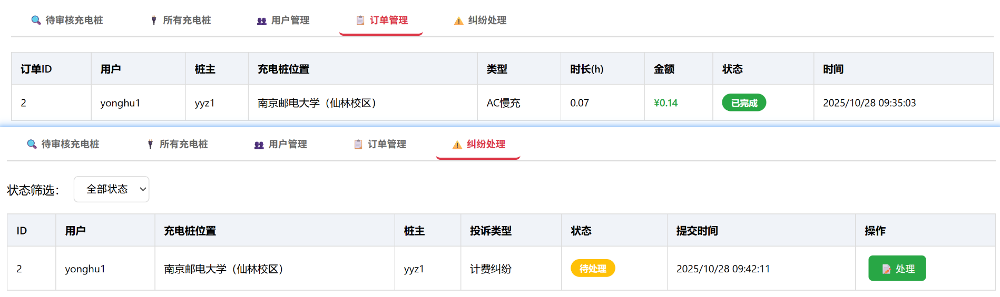 待审核充电桩 所有充电桩 用户管理 订单管理 纠纷处理
订单ID 用户 桩主 充电桩位置 类型 时长(h) 金额 状态 时间
2 yonghu1 yyz1 南京邮电大学（仙林校区） AC慢充 0.07 ¥0.14 已完成 2025/10/28 09:35:03
待审核充电桩 所有充电桩 用户管理 订单管理 纠纷处理
状态筛选： 全部状态
ID 用户 充电桩位置 桩主 投诉类型 状态 提交时间 操作
2 yonghu1 南京邮电大学（仙林校区） yyz1 计费纠纷 待处理 2025/10/28 09:42:11 处理